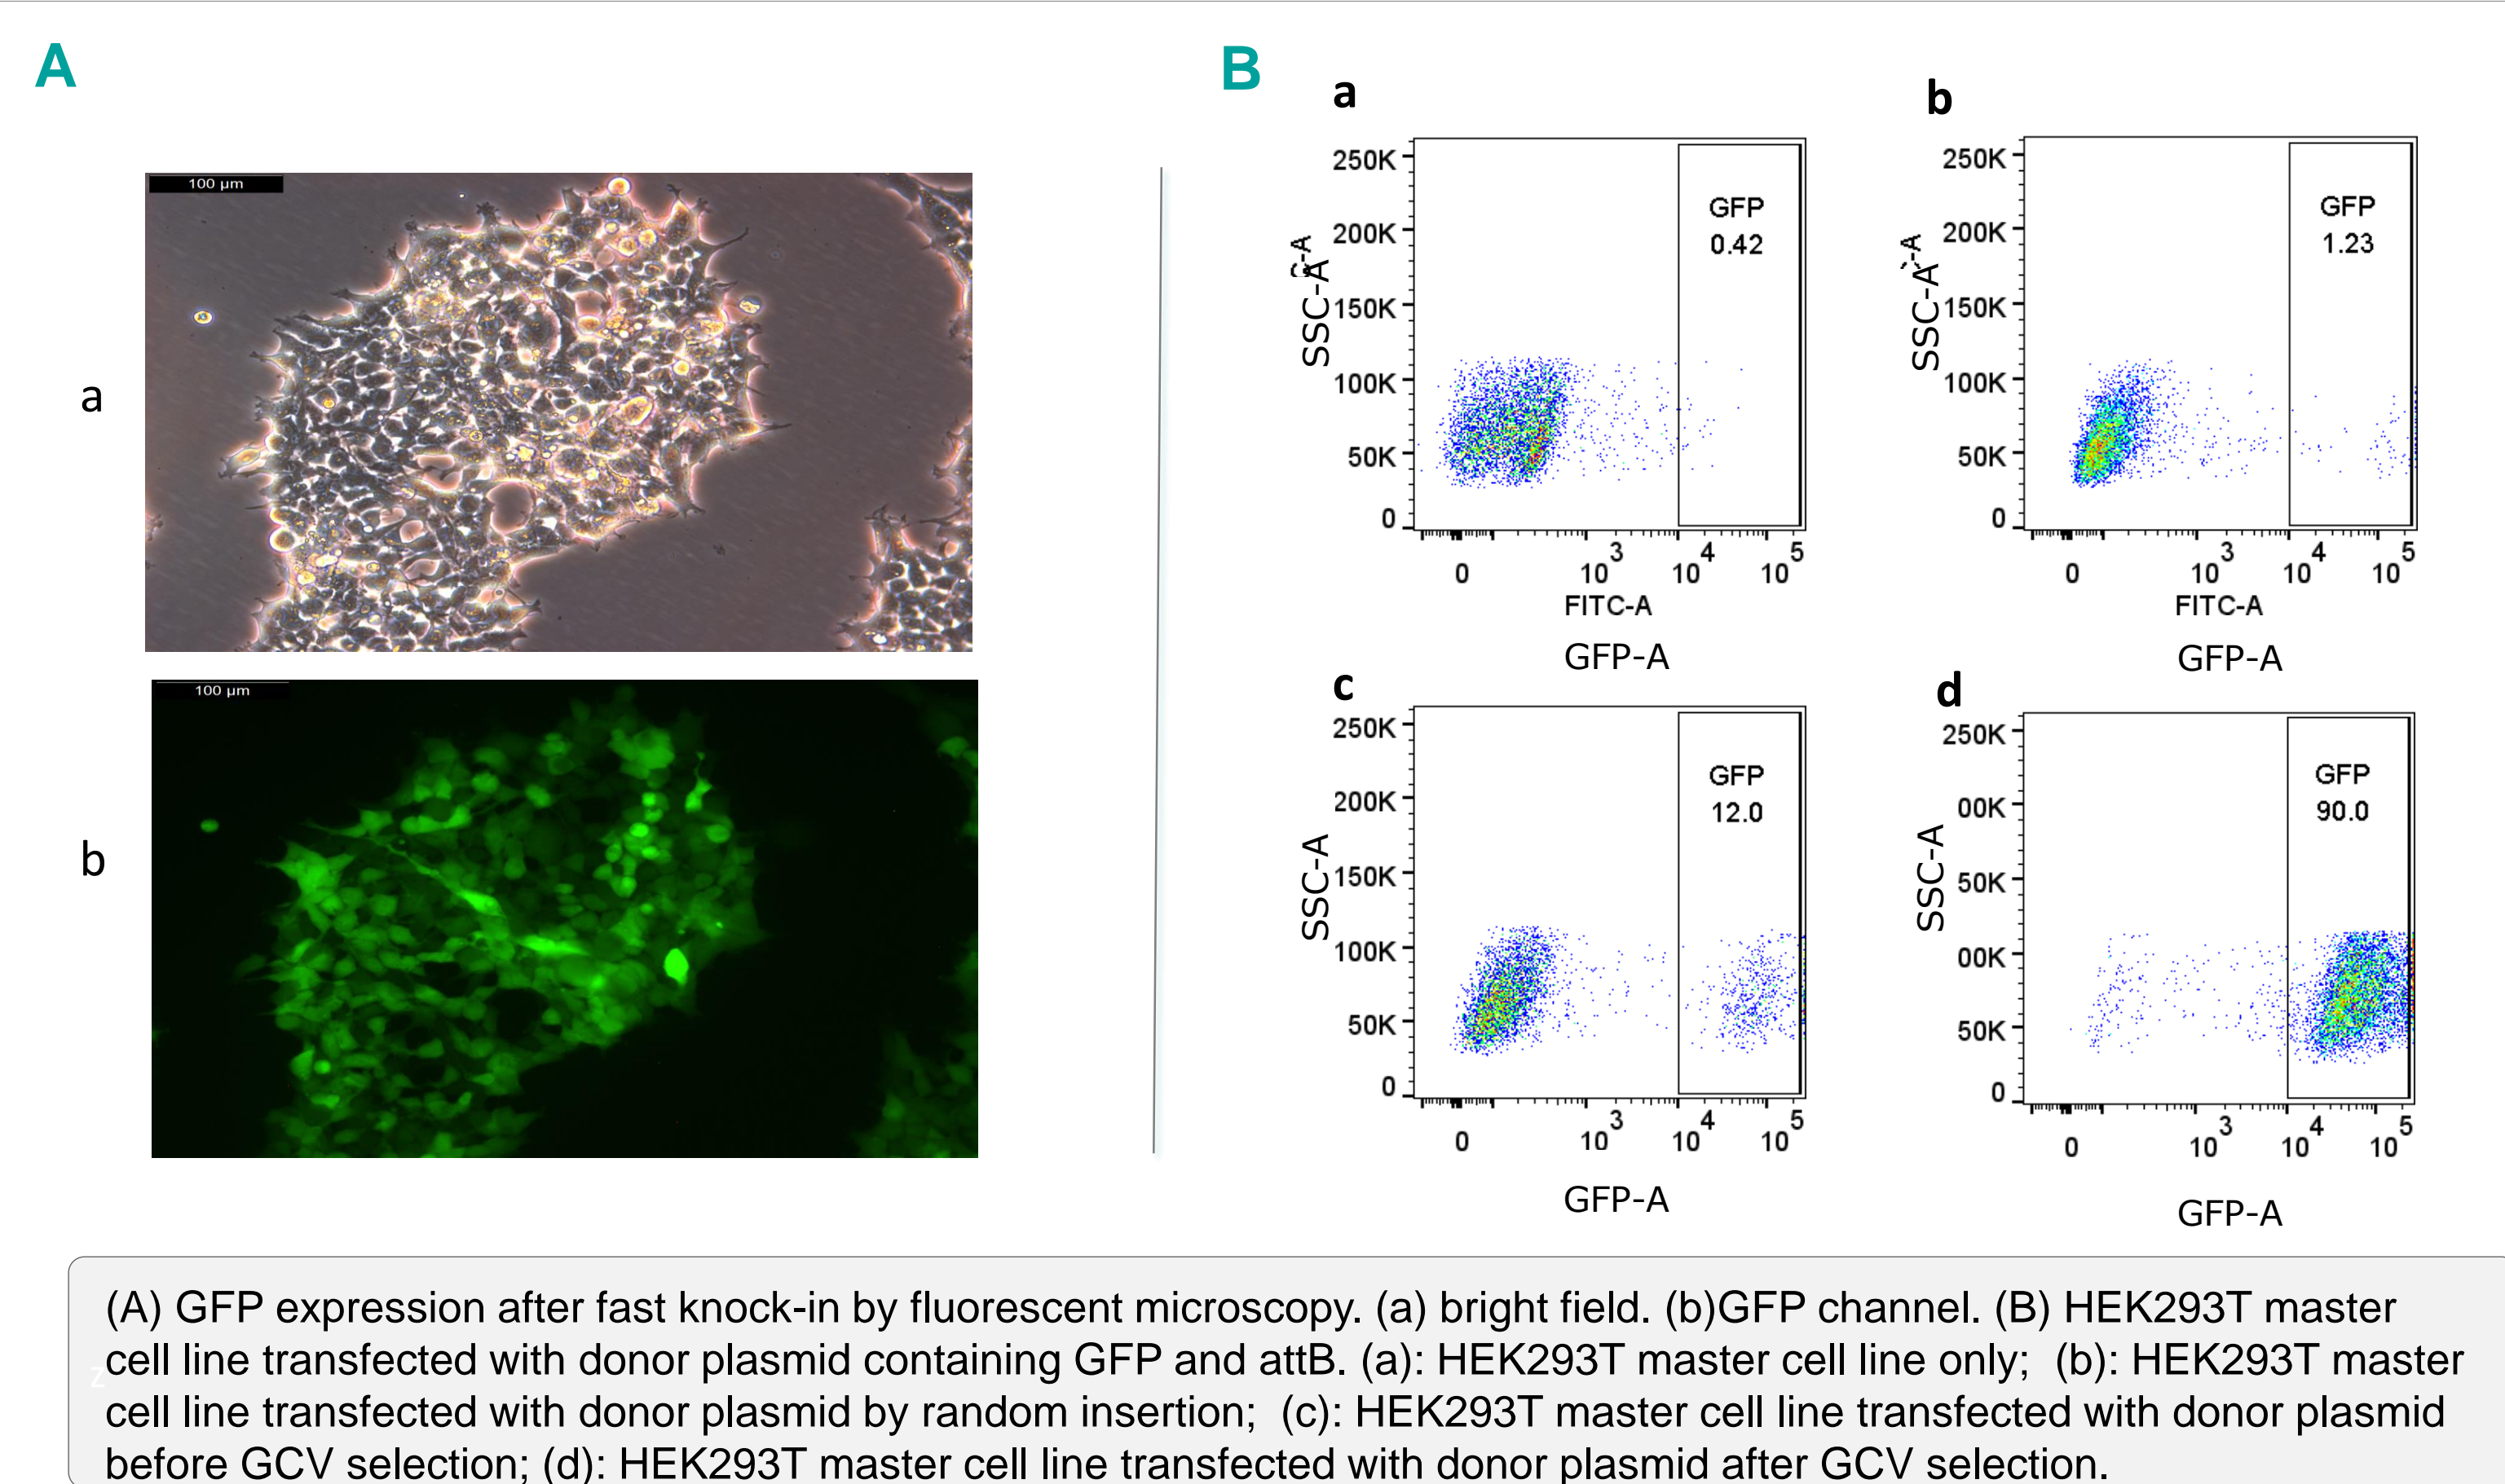 A
B
100 µm
a
100 µm
b
a
250K
200K
150K
100K
50K
0
SSC-A
GFP
0.42
0
10^3
10^4
10^5
FITC-A
GFP-A
b
250K
200K
150K
100K
50K
0
SSC-A
GFP
1.23
0
10^3
10^4
10^5
FITC-A
GFP-A
c
250K
200K
150K
100K
50K
0
SSC-A
GFP
12.0
0
10^3
10^4
10^5
GFP-A
d
250K
00K
50K
00K
50K
0
SSC-A
GFP
90.0
0
10^3
10^4
10^5
GFP-A
(A) GFP expression after fast knock-in by fluorescent microscopy. (a) bright field. (b)GFP channel. (B) HEK293T master
cell line transfected with donor plasmid containing GFP and attB. (a): HEK293T master cell line only; (b): HEK293T master
cell line transfected with donor plasmid by random insertion; (c): HEK293T master cell line transfected with donor plasmid
before GCV selection; (d): HEK293T master cell line transfected with donor plasmid after GCV selection.
z